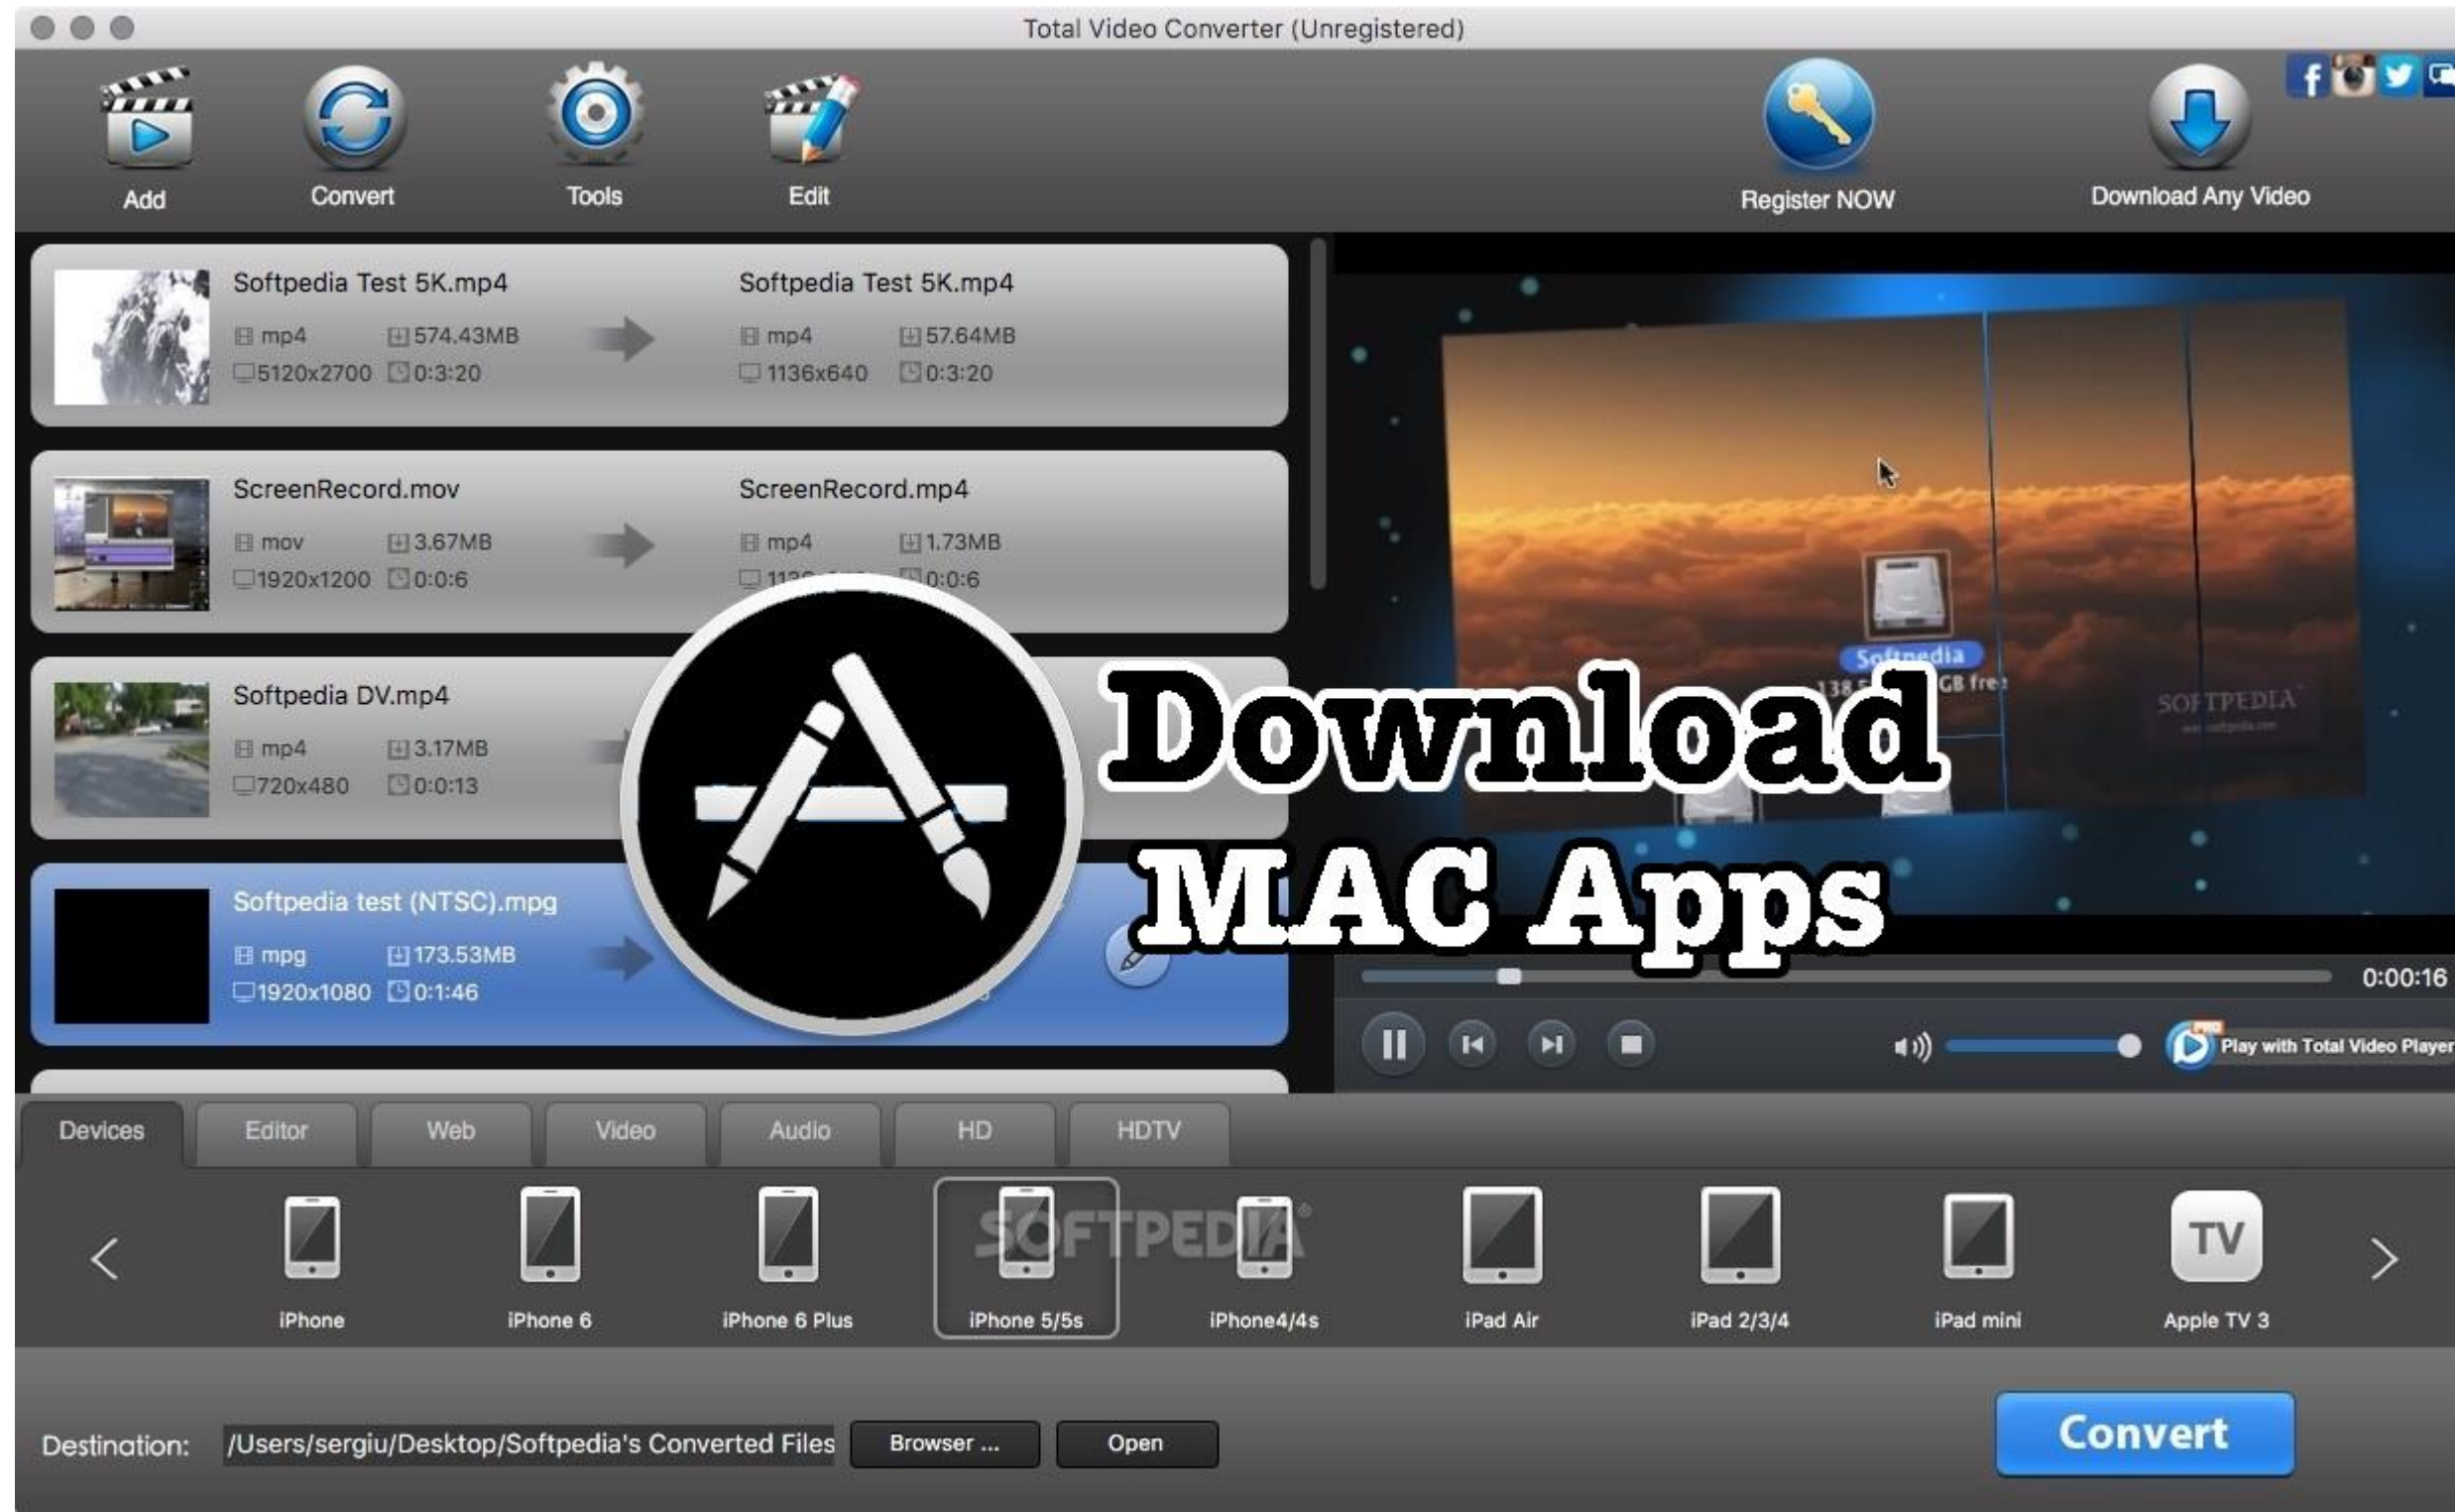 Total Video Converter (Unregistered)
Add
Convert
Tools
Edit
Register NOW
Download Any Video
Softpedia Test 5K.mp4
mp4 574.43MB
5120x2700 0:3:20
Softpedia Test 5K.mp4
mp4 57.64MB
1136x640 0:3:20
ScreenRecord.mov
mov 3.67MB
1920x1200 0:0:6
ScreenRecord.mp4
mp4 1.73MB
0:0:6
Softpedia DV.mp4
mp4 3.17MB
720x480 0:0:13
Softpedia test (NTSC).mpg
mpg 173.53MB
1920x1080 0:1:46
Softpedia
GB free
SOFTPEDIA
Download
MAC Apps
0:00:16
PRO
Play with Total Video Player
Devices Editor Web Video Audio HD HDTV
SOFTPEDIA®
TV
iPhone
iPhone 6
iPhone 6 Plus
iPhone 5/5s
iPhone4/4s
iPad Air
iPad 2/3/4
iPad mini
Apple TV 3
Destination: /Users/sergiu/Desktop/Softpedia's Converted Files Browser ... Open
Convert